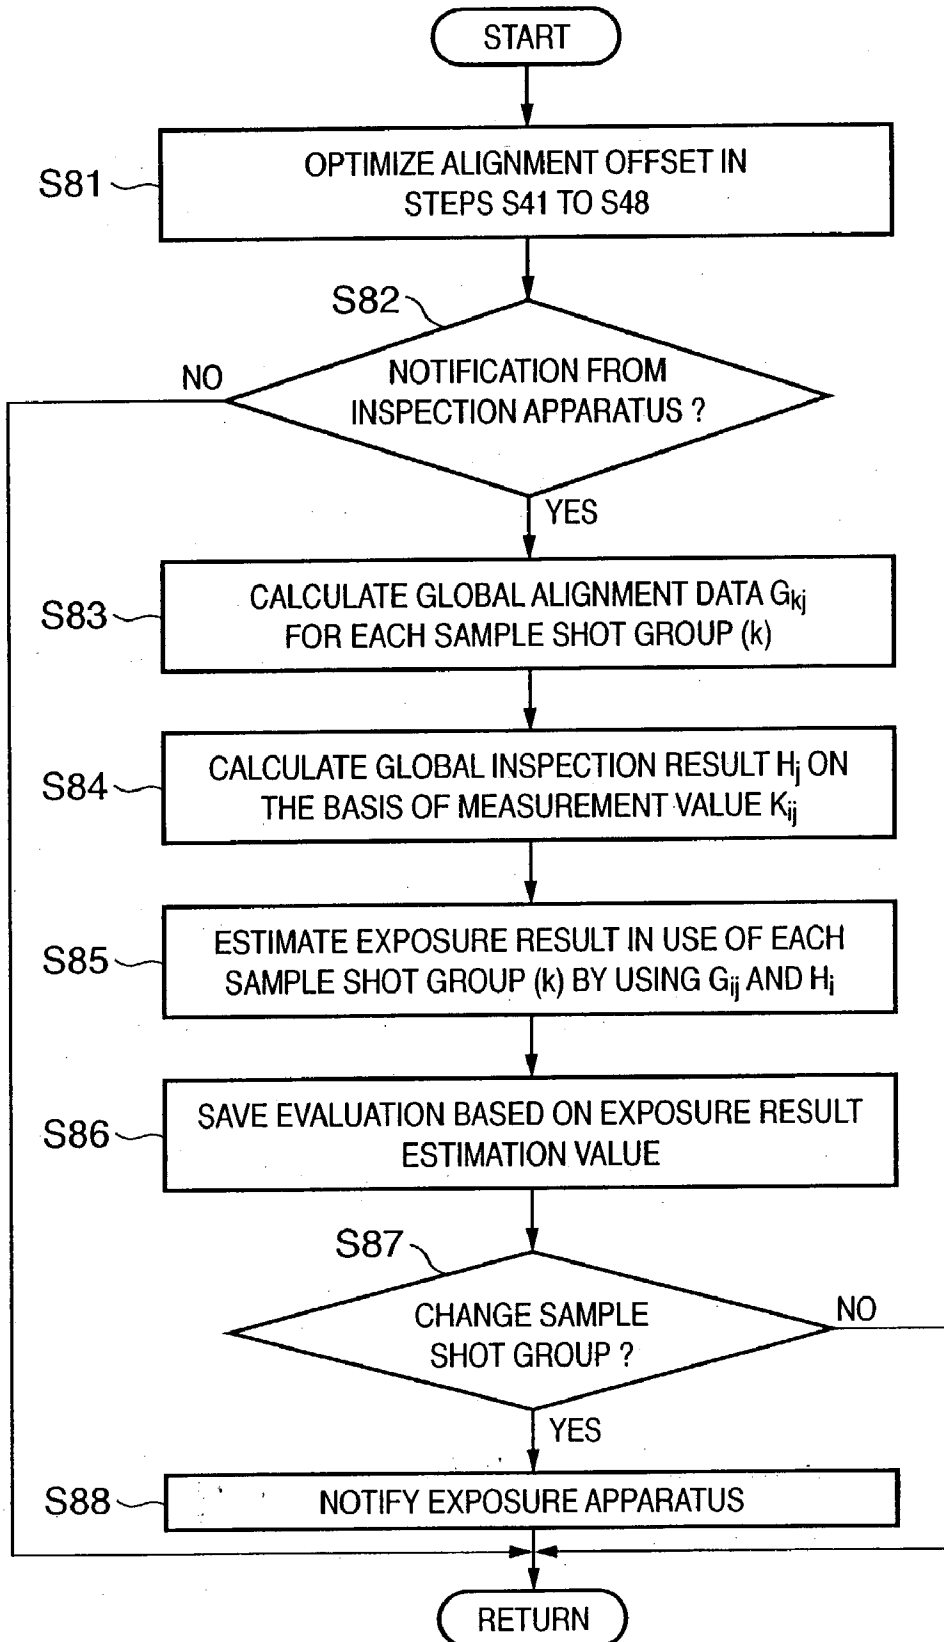 START
S81
OPTIMIZE ALIGNMENT OFFSET IN
STEPS S41 TO S48
S82
NOTIFICATION FROM
INSPECTION APPARATUS ?
NO
YES
S83
CALCULATE GLOBAL ALIGNMENT DATA Gkj
FOR EACH SAMPLE SHOT GROUP (k)
S84
CALCULATE GLOBAL INSPECTION RESULT Hj ON
THE BASIS OF MEASUREMENT VALUE Kij
S85
ESTIMATE EXPOSURE RESULT IN USE OF EACH
SAMPLE SHOT GROUP (k) BY USING Gij AND Hi
S86
SAVE EVALUATION BASED ON EXPOSURE RESULT
ESTIMATION VALUE
S87
CHANGE SAMPLE
SHOT GROUP ?
NO
YES
S88
NOTIFY EXPOSURE APPARATUS
RETURN